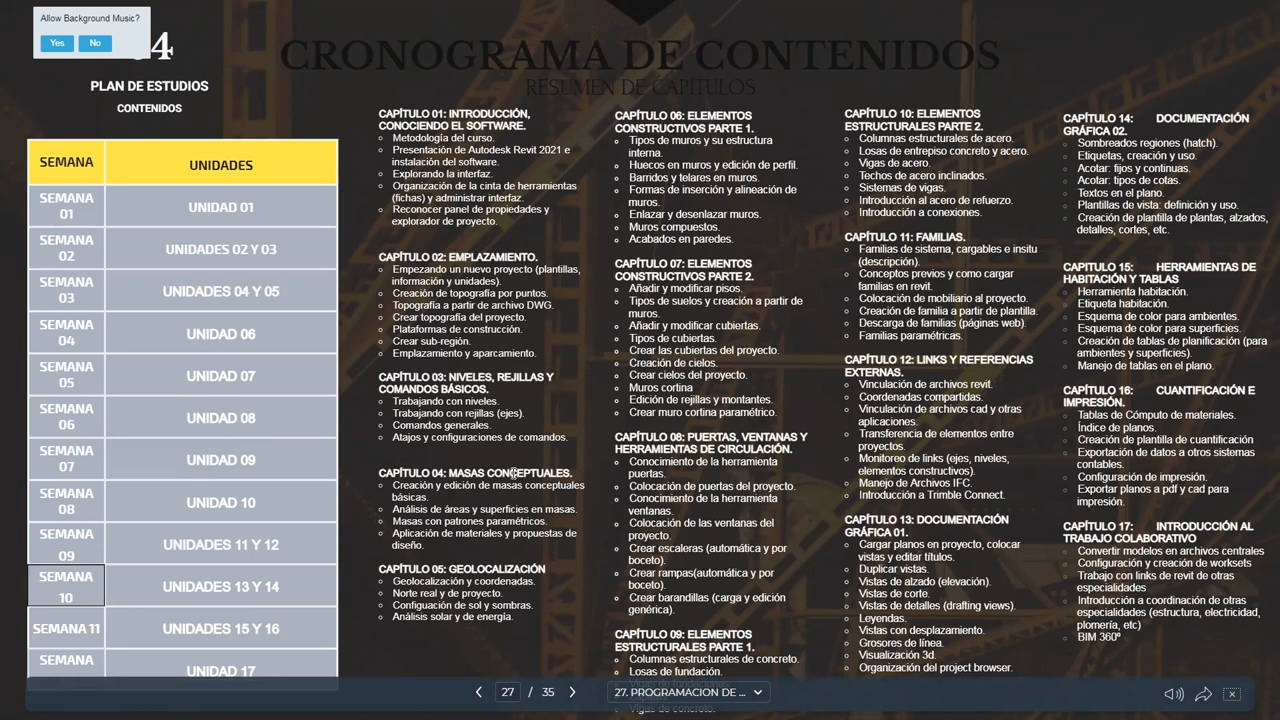 Allow Background Music?
Yes
No
4
PLAN DE ESTUDIOS
CONTENIDOS
SEMANA
UNIDADES
SEMANA
01
UNIDAD 01
SEMANA
02
UNIDADES 02 Y 03
SEMANA
03
UNIDADES 04 Y 05
SEMANA
04
UNIDAD 06
SEMANA
05
UNIDAD 07
SEMANA
06
UNIDAD 08
SEMANA
07
UNIDAD 09
SEMANA
08
UNIDAD 10
SEMANA
09
UNIDADES 11 Y 12
SEMANA
10
UNIDADES 13 Y 14
SEMANA 11
UNIDADES 15 Y 16
SEMANA
UNIDAD 17
CRONOGRAMA DE CONTENIDOS
RESUMEN DE CAPÍTULOS
CAPÍTULO 01: INTRODUCCIÓN,
CONOCIENDO EL SOFTWARE.
Metodología del curso.
Presentación de Autodesk Revit 2021 e
instalación del software.
Explorando la interfaz.
Organización de la cinta de herramientas
(fichas) y administrar interfaz.
Reconocer panel de propiedades y
explorador de proyecto.
CAPÍTULO 02: EMPLAZAMIENTO.
Empezando un nuevo proyecto (plantillas,
información y unidades).
Creación de topografía por puntos.
Topografía a partir de archivo DWG.
Crear topografía del proyecto.
Plataformas de construcción.
Crear sub-región.
Emplazamiento y aparcamiento.
CAPÍTULO 03: NIVELES, REJILLAS Y
COMANDOS BÁSICOS.
Trabajando con niveles.
Trabajando con rejillas (ejes).
Comandos generales.
Atajos y configuraciones de comandos.
CAPÍTULO 04: MASAS CONCEPTUALES.
Creación y edición de masas conceptuales
básicas.
Análisis de áreas y superficies en masas.
Masas con patrones paramétricos.
Aplicación de materiales y propuestas de
diseño.
CAPÍTULO 05: GEOLOCALIZACIÓN
Geolocalización y coordenadas.
Norte real y de proyecto.
Configuación de sol y sombras.
Análisis solar y de energía.
CAPÍTULO 06: ELEMENTOS
CONSTRUCTIVOS PARTE 1.
Tipos de muros y su estructura
interna.
Huecos en muros y edición de perfil.
Barridos y telares en muros.
Formas de inserción y alineación de
muros.
Enlazar y desenlazar muros.
Muros compuestos.
Acabados en paredes.
CAPÍTULO 07: ELEMENTOS
CONSTRUCTIVOS PARTE 2.
Añadir y modificar pisos.
Tipos de suelos y creación a partir de
muros.
Añadir y modificar cubiertas.
Tipos de cubiertas.
Crear las cubiertas del proyecto.
Creación de cielos.
Crear cielos del proyecto.
Muros cortina
Edición de rejillas y montantes.
Crear muro cortina paramétrico.
CAPÍTULO 08: PUERTAS, VENTANAS Y
HERRAMIENTAS DE CIRCULACIÓN.
Conocimiento de la herramienta
puertas.
Colocación de puertas del proyecto.
Conocimiento de la herramienta
ventanas.
Colocación de las ventanas del
proyecto.
Crear escaleras (automática y por
boceto).
Crear rampas(automática y por
boceto).
Crear barandillas (carga y edición
genérica).
CAPÍTULO 09: ELEMENTOS
ESTRUCTURALES PARTE 1.
Columnas estructurales de concreto.
Losas de fundación.
Vigas de fundaciones.
Vigas de concreto.
CAPÍTULO 10: ELEMENTOS
ESTRUCTURALES PARTE 2.
Columnas estructurales de acero.
Losas de entrepiso concreto y acero.
Vigas de acero.
Techos de acero inclinados.
Sistemas de vigas.
Introducción al acero de refuerzo.
Introducción a conexiones.
CAPÍTULO 11: FAMILIAS.
Familias de sistema, cargables e insitu
(descripción).
Conceptos previos y como cargar
familias en revit.
Colocación de mobiliario al proyecto.
Creación de familia a partir de plantilla.
Descarga de familias (páginas web).
Familias paramétricas.
CAPÍTULO 12: LINKS Y REFERENCIAS
EXTERNAS.
Vinculación de archivos revit.
Coordenadas compartidas.
Vinculación de archivos cad y otras
aplicaciones.
Transferencia de elementos entre
proyectos.
Monitoreo de links (ejes, niveles,
elementos constructivos).
Manejo de Archivos IFC.
Introducción a Trimble Connect.
CAPÍTULO 13: DOCUMENTACIÓN
GRÁFICA 01.
Cargar planos en proyecto, colocar
vistas y editar títulos.
Duplicar vistas.
Vistas de alzado (elevación).
Vistas de corte.
Vistas de detalles (drafting views).
Leyendas.
Vistas con desplazamiento.
Grosores de línea.
Visualización 3d.
Organización del project browser.
CAPÍTULO 14: DOCUMENTACIÓN
GRÁFICA 02.
Sombreados regiones (hatch).
Etiquetas, creación y uso.
Acotar: fijos y continuas.
Acotar: tipos de cotas.
Textos en el plano.
Plantillas de vista: definición y uso.
Creación de plantilla de plantas, alzados,
detalles, cortes, etc.
CAPÍTULO 15: HERRAMIENTAS DE
HABITACIÓN Y TABLAS
Herramienta habitación.
Etiqueta habitación.
Esquema de color para ambientes.
Esquema de color para superficies.
Creación de tablas de planificación (para
ambientes y superficies).
Manejo de tablas en el plano.
CAPÍTULO 16: CUANTIFICACIÓN E
IMPRESIÓN.
Tablas de Cómputo de materiales.
Índice de planos.
Creación de plantilla de cuantificación
Exportación de datos a otros sistemas
contables.
Configuración de impresión.
Exportar planos a pdf y cad para
impresión.
CAPÍTULO 17: INTRODUCCIÓN AL
TRABAJO COLABORATIVO
Convertir modelos en archivos centrales
Configuración y creación de worksets
Trabajo con links de revit de otras
especialidades
Introducción a coordinación de otras
especialidades (estructura, electricidad,
plomería, etc)
BIM 360º
27 / 35
27. PROGRAMACION DE ...